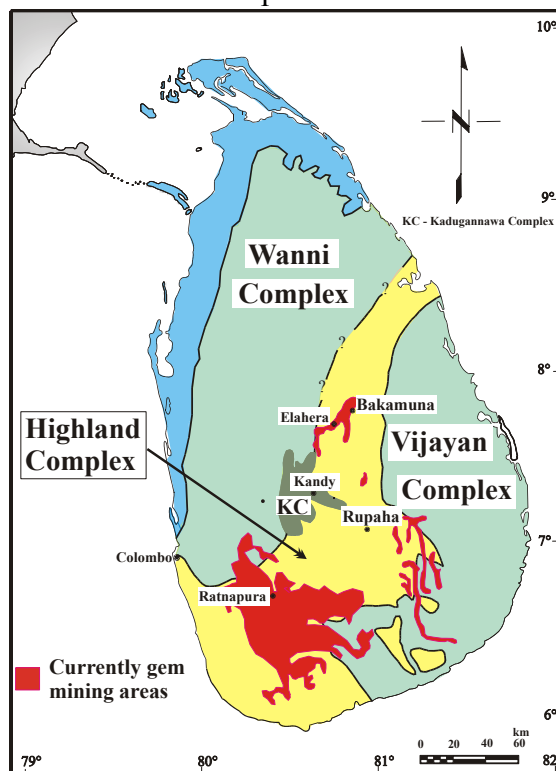 10°
N
9°
KC - Kadugannawa Complex
Wanni
Complex
?
?
8°
?
Bakamuna
Elahera
Highland
Complex
Vijayan
Complex
Kandy
KC
Rupaha
7°
Colombo
Ratnapura
Currently gem
mining areas
6°
km
0 20 40 60
79°
80°
81°
82